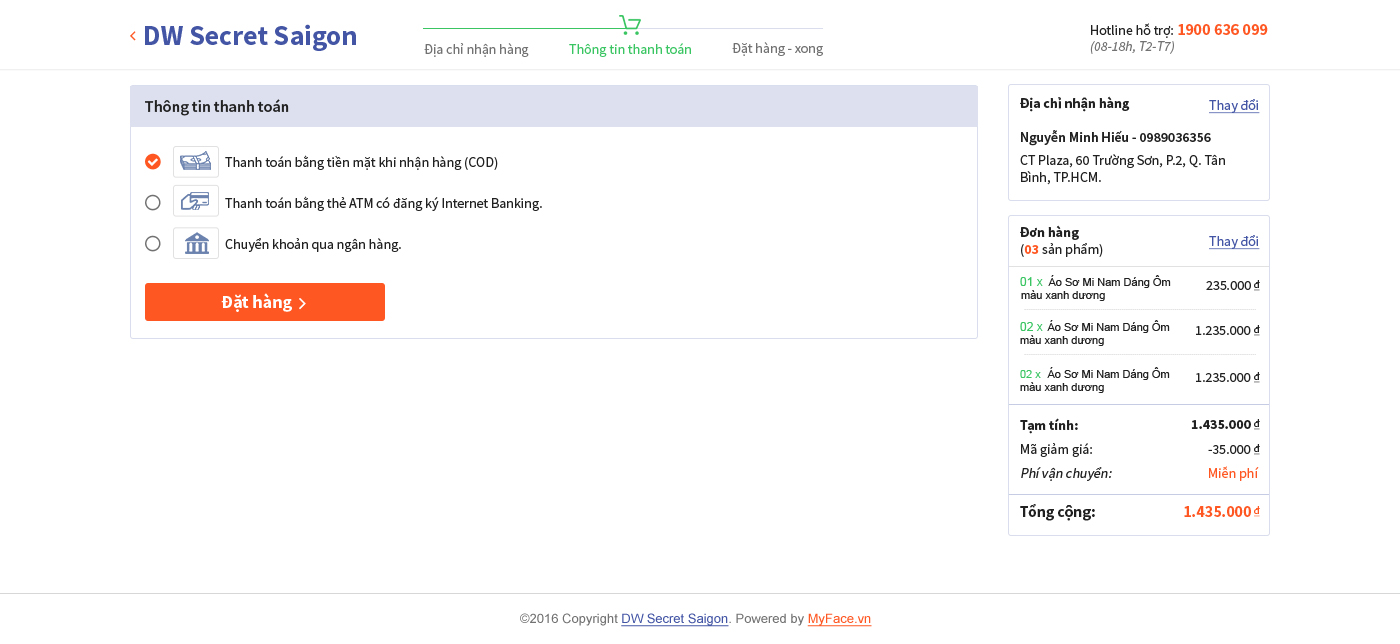 DW Secret Saigon
Địa chỉ nhận hàng
Thông tin thanh toán
Đặt hàng - xong
Hotline hỗ trợ: 1900 636 099
(08-18h, T2-T7)
Thông tin thanh toán
Thanh toán bằng tiền mặt khi nhận hàng (COD)
Thanh toán bằng thẻ ATM có đăng ký Internet Banking.
Chuyển khoản qua ngân hàng.
Đặt hàng
Địa chỉ nhận hàng
Thay đổi
Nguyễn Minh Hiếu - 0989036356
CT Plaza, 60 Trường Sơn, P.2, Q. Tân
Bình, TP.HCM.
Đơn hàng
(03 sản phẩm)
Thay đổi
01 x Áo Sơ Mi Nam Dáng Ôm
màu xanh dương
235.000 ₫
02 x Áo Sơ Mi Nam Dáng Ôm
màu xanh dương
1.235.000 ₫
02 x Áo Sơ Mi Nam Dáng Ôm
màu xanh dương
1.235.000 ₫
Tạm tính: 1.435.000 ₫
Mã giảm giá: -35.000 ₫
Phí vận chuyển: Miễn phí
Tổng cộng: 1.435.000 ₫
©2016 Copyright DW Secret Saigon. Powered by MyFace.vn